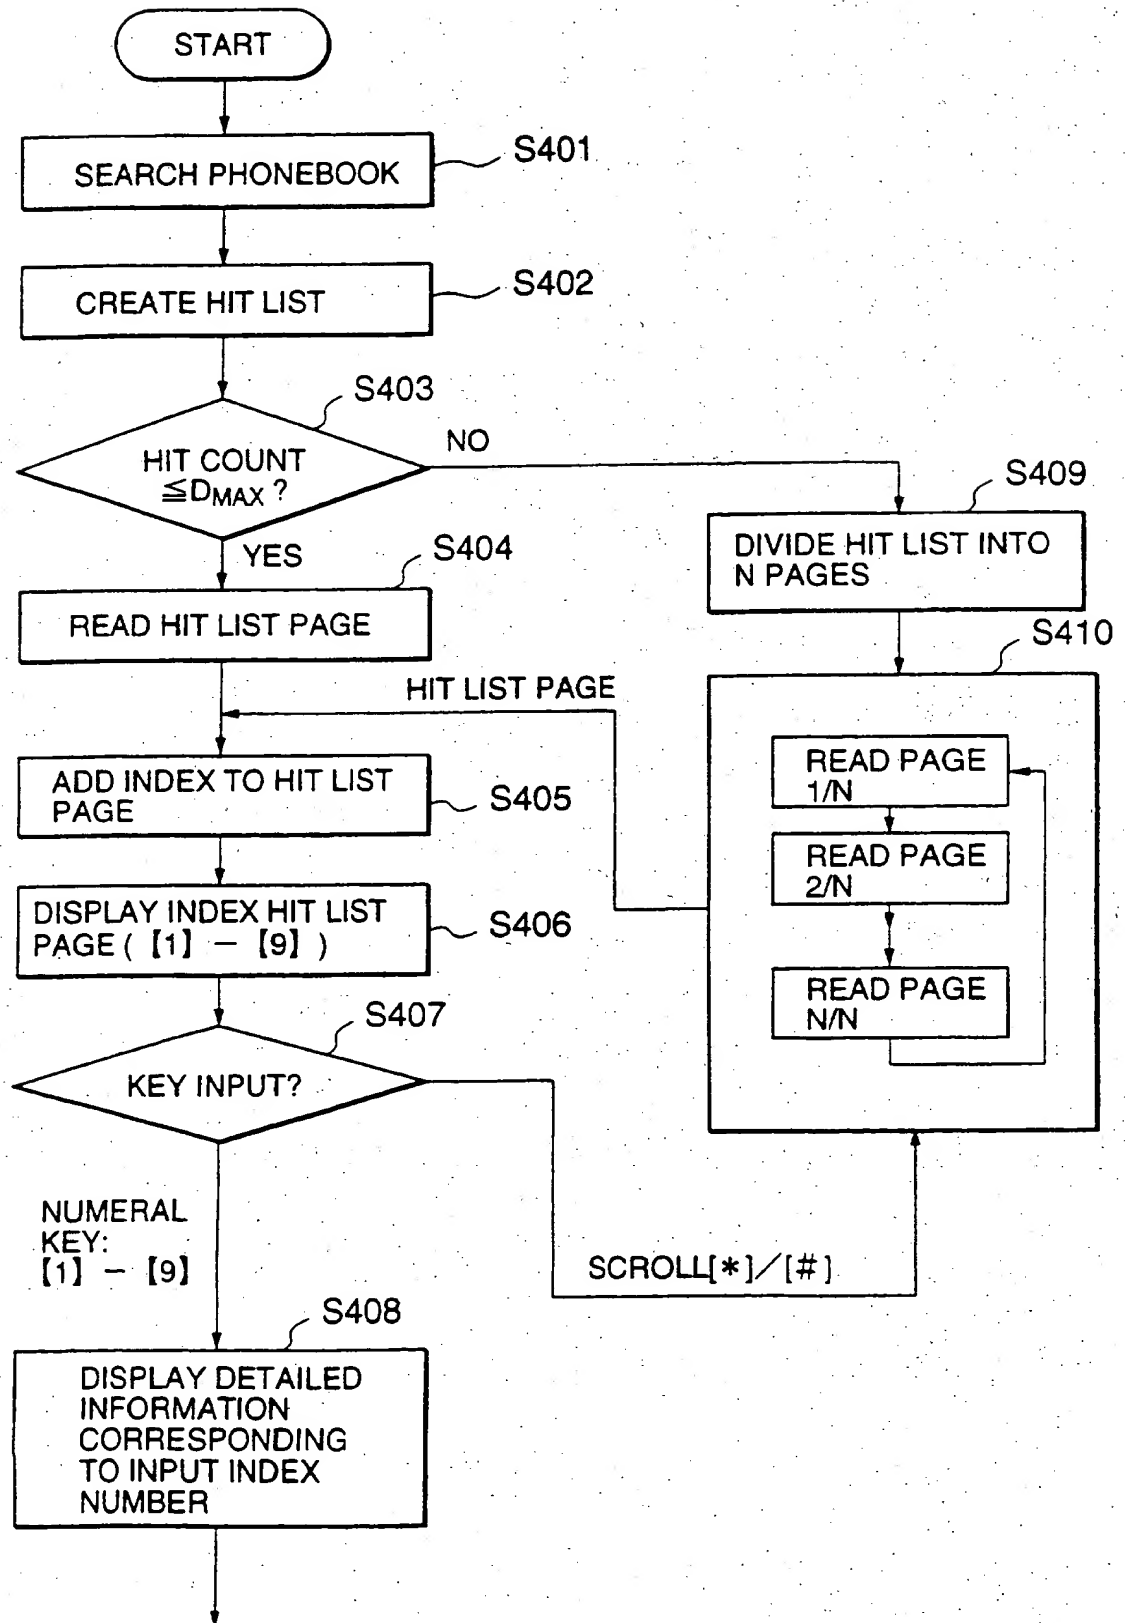 START
SEARCH PHONEBOOK
S401
CREATE HIT LIST
S402
S403
HIT COUNT
≦DMAX ?
NO
YES
S404
READ HIT LIST PAGE
S409
DIVIDE HIT LIST INTO
N PAGES
S410
HIT LIST PAGE
READ PAGE
1/N
READ PAGE
2/N
READ PAGE
N/N
ADD INDEX TO HIT LIST
PAGE
S405
DISPLAY INDEX HIT LIST
PAGE ( 【1】 − 【9】 )
S406
S407
KEY INPUT?
NUMERAL
KEY:
【1】 − 【9】
SCROLL[*]/[#]
S408
DISPLAY DETAILED
INFORMATION
CORRESPONDING
TO INPUT INDEX
NUMBER